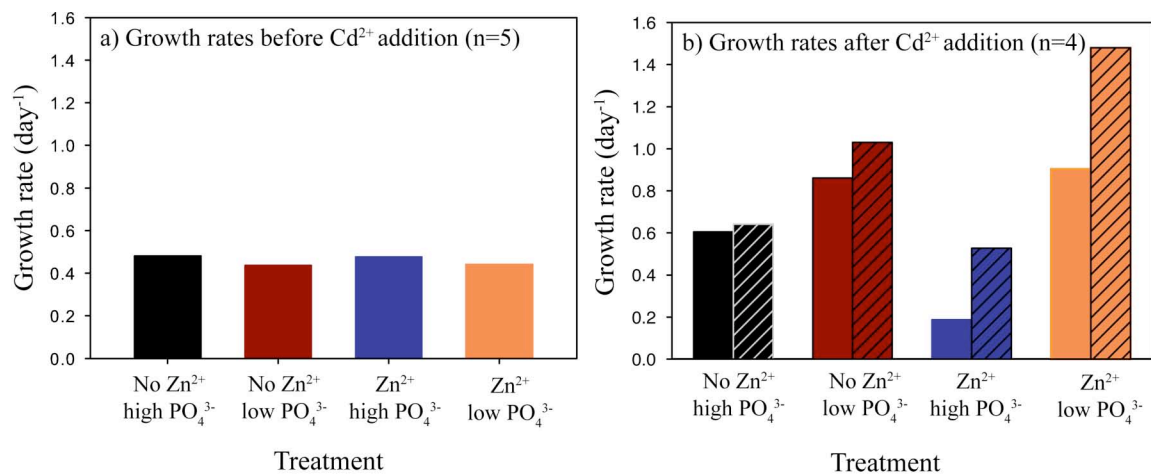 a) Growth rates before Cd²⁺ addition (n=5)
Growth rate (day⁻¹)
1.6
1.4
1.2
1.0
0.8
0.6
0.4
0.2
0.0
No Zn²⁺
high PO₄³⁻
No Zn²⁺
low PO₄³⁻
Zn²⁺
high PO₄³⁻
Zn²⁺
low PO₄³⁻
Treatment
b) Growth rates after Cd²⁺ addition (n=4)
Growth rate (day⁻¹)
1.6
1.4
1.2
1.0
0.8
0.6
0.4
0.2
0.0
No Zn²⁺
high PO₄³⁻
No Zn²⁺
low PO₄³⁻
Zn²⁺
high PO₄³⁻
Zn²⁺
low PO₄³⁻
Treatment